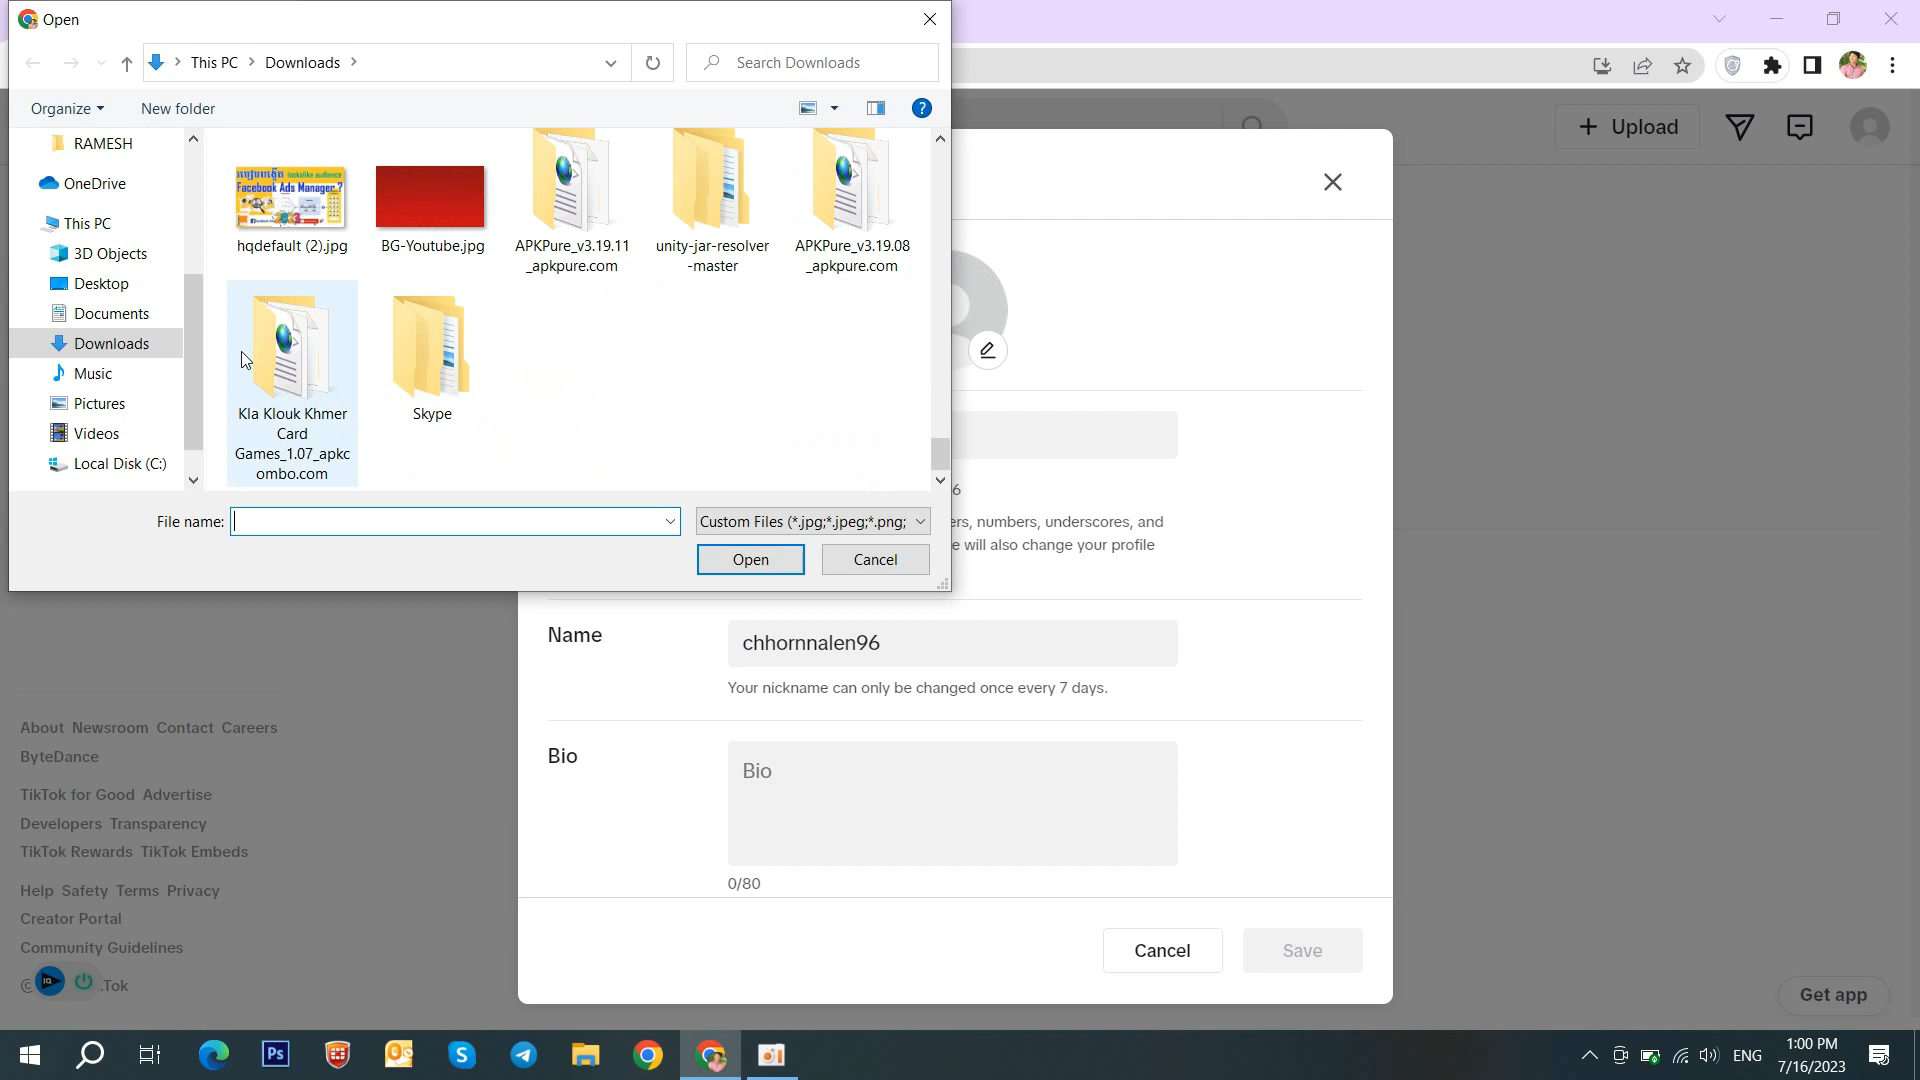 Open
This PC
Downloads
Search Downloads
Organize
New folder
RAMESH
OneDrive
This PC
3D Objects
Desktop
Documents
Downloads
Music
Pictures
Videos
Local Disk (C:)
Facebook Ads Manager ?
hqdefault (2).jpg
BG-Youtube.jpg
APKPure_v3.19.11
_apkpure.com
unity-jar-resolver
-master
APKPure_v3.19.08
_apkpure.com
Kla Klouk Khmer
Card
Games_1.07_apkc
ombo.com
Skype
File name:
Custom Files (*.jpg;*.jpeg;*.png;
Open
Cancel
Upload
6
ers, numbers, underscores, and
e will also change your profile
Name
chhornnalen96
Your nickname can only be changed once every 7 days.
Bio
Bio
0/80
Cancel
Save
About Newsroom Contact Careers
ByteDance
TikTok for Good Advertise
Developers Transparency
TikTok Rewards TikTok Embeds
Help Safety Terms Privacy
Creator Portal
Community Guidelines
©
Tok
Get app
ENG
1:00 PM
7/16/2023